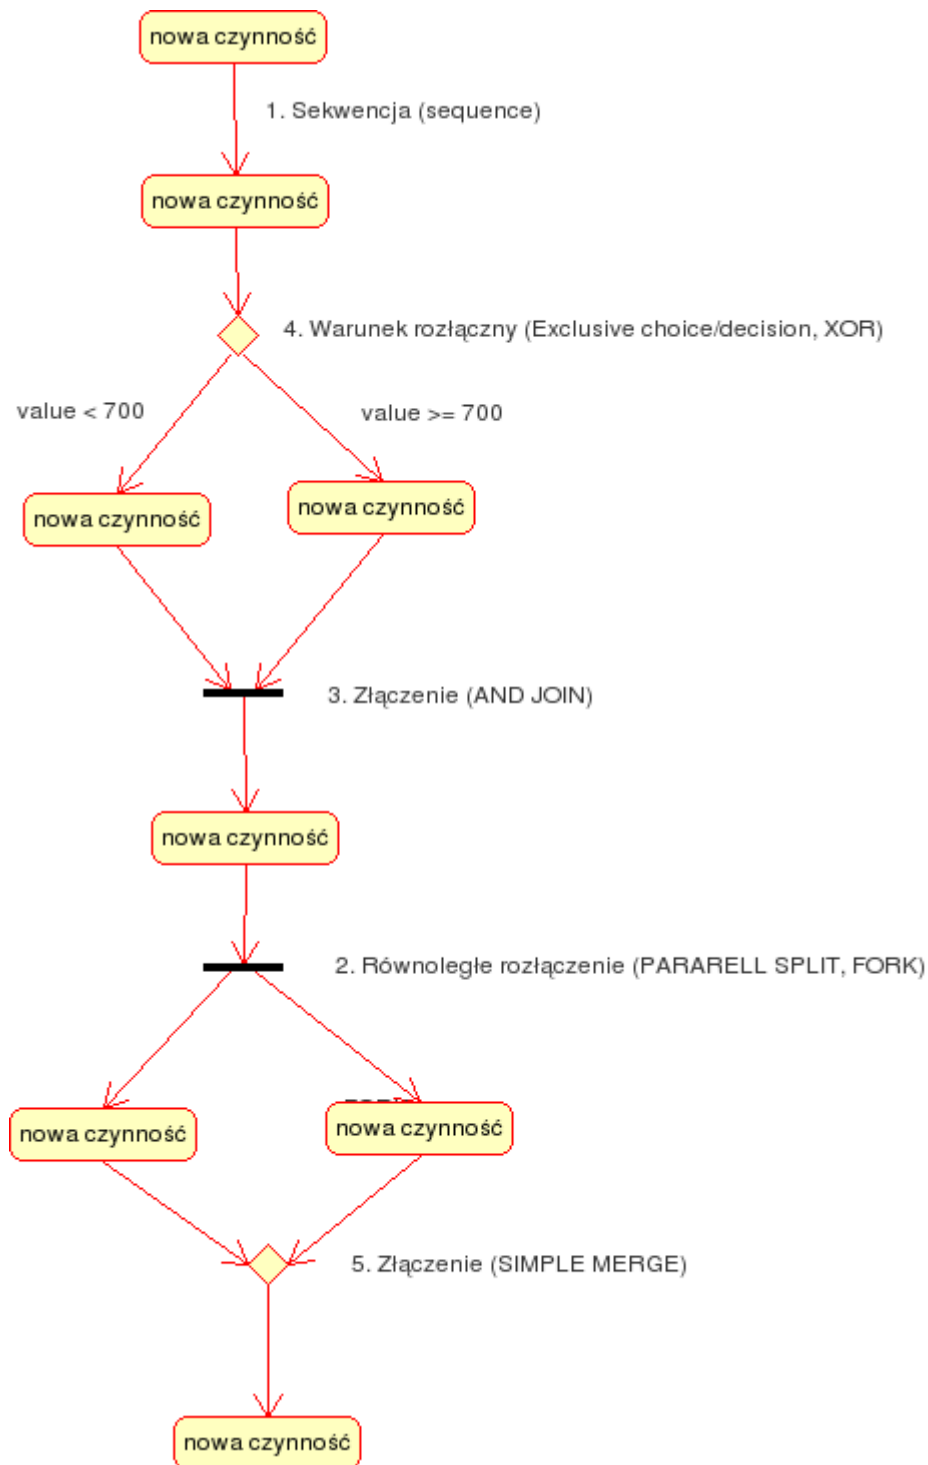 nowa czynność
1. Sekwencja (sequence)
nowa czynność
4. Warunek rozłączny (Exclusive choice/decision, XOR)
value < 700
value >= 700
nowa czynność
nowa czynność
3. Złączenie (AND JOIN)
nowa czynność
2. Równoległe rozłączenie (PARARELL SPLIT, FORK)
nowa czynność
nowa czynność
5. Złączenie (SIMPLE MERGE)
nowa czynność